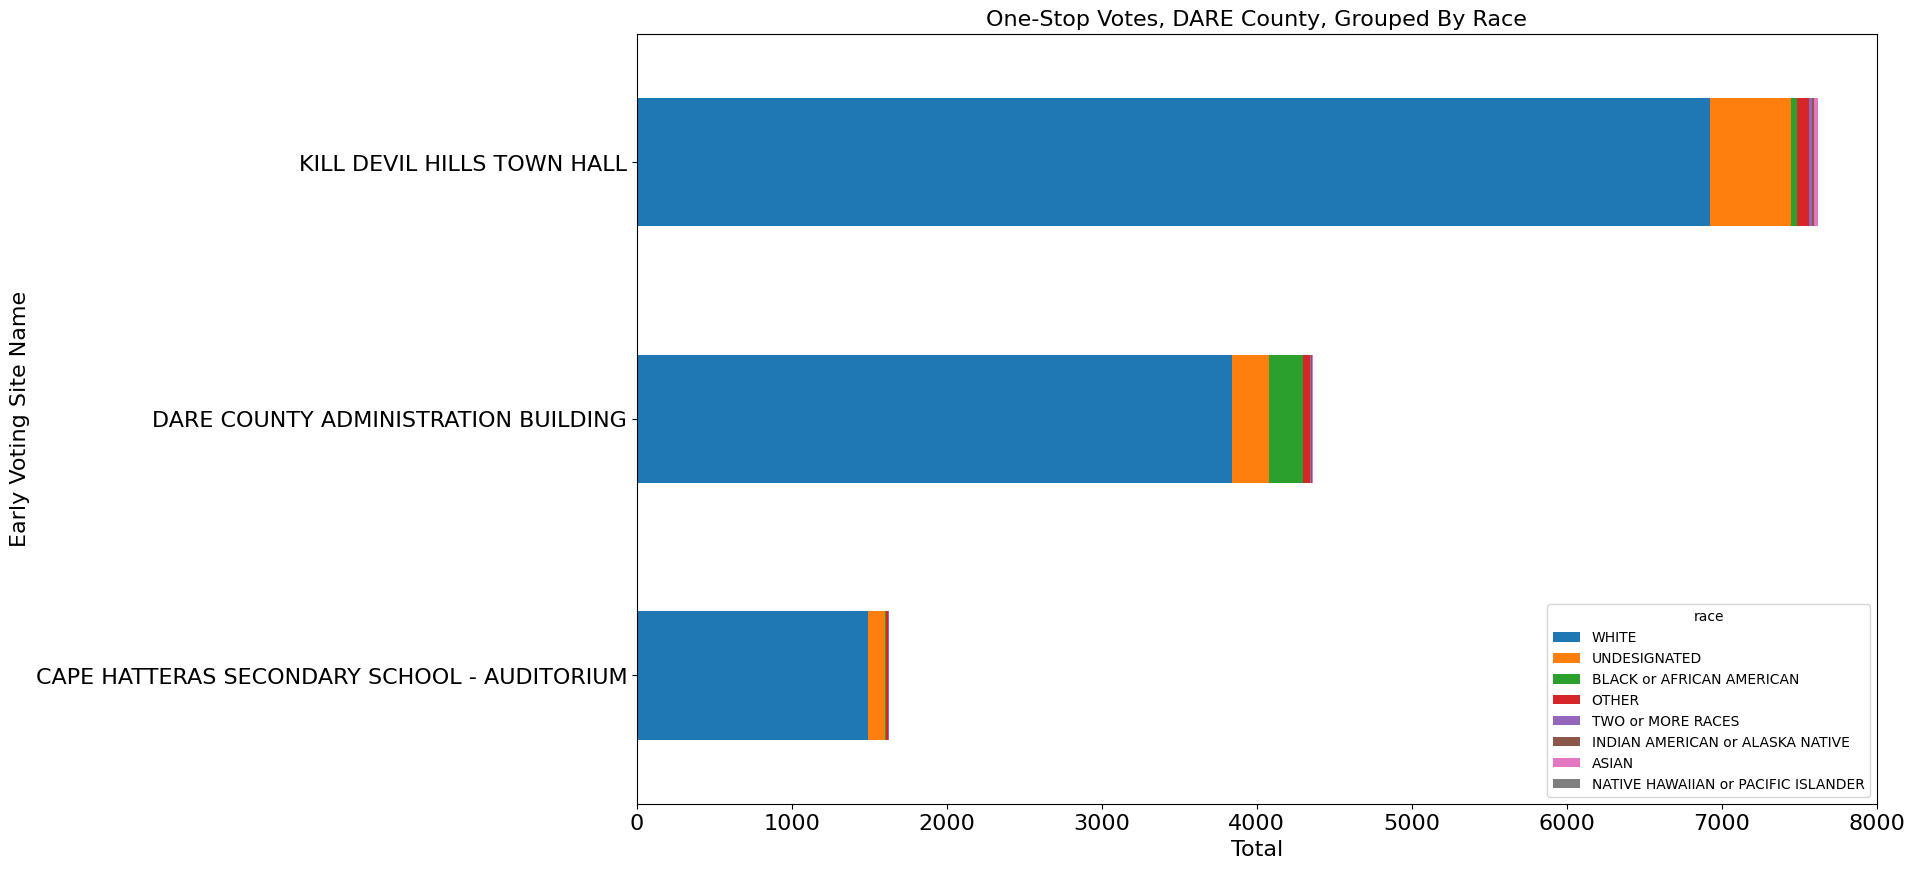 One-Stop Votes, DARE County, Grouped By Race
Early Voting Site Name
KILL DEVIL HILLS TOWN HALL
DARE COUNTY ADMINISTRATION BUILDING
CAPE HATTERAS SECONDARY SCHOOL - AUDITORIUM
race
WHITE
UNDESIGNATED
BLACK or AFRICAN AMERICAN
OTHER
TWO or MORE RACES
INDIAN AMERICAN or ALASKA NATIVE
ASIAN
NATIVE HAWAIIAN or PACIFIC ISLANDER
0 1000 2000 3000 4000 5000 6000 7000 8000
Total